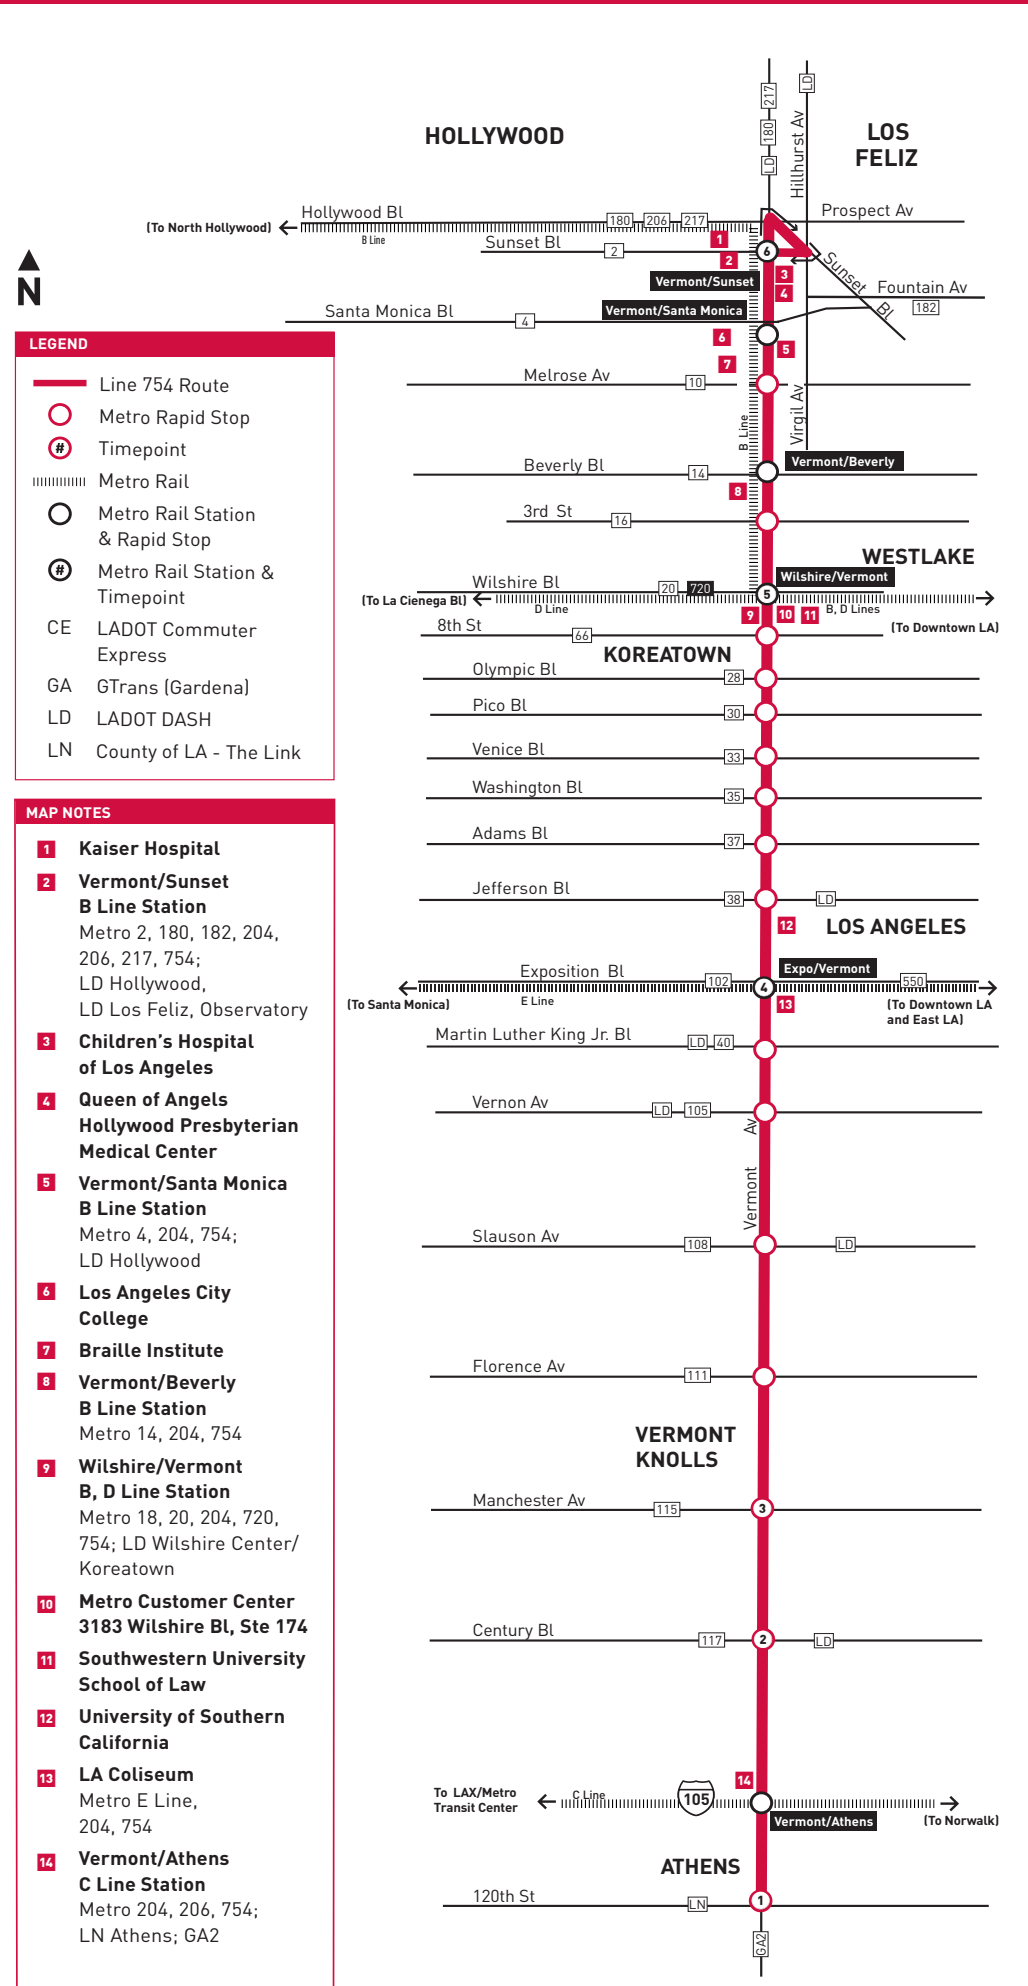 217
180
LD
LD
Hillhurst Av
HOLLYWOOD
LOS
FELIZ
Hollywood Bl
180
206
217
Prospect Av
(To North Hollywood)
B Line
1
Sunset Bl
2
2
6
Sunset Bl
Vermont/Sunset
3
4
Fountain Av
182
N
Santa Monica Bl
4
Vermont/Santa Monica
6
5
7
Melrose Av
10
Virgil Av
B Line
Vermont/Beverly
Beverly Bl
14
8
3rd St
16
WESTLAKE
Wilshire/Vermont
Wilshire Bl
20
720
5
(To La Cienega Bl)
D Line
B, D Lines
9
10
11
(To Downtown LA)
8th St
66
KOREATOWN
Olympic Bl
28
Pico Bl
30
Venice Bl
33
Washington Bl
35
Adams Bl
37
Jefferson Bl
38
LD
12
LOS ANGELES
Expo/Vermont
Exposition Bl
102
4
550
(To Santa Monica)
E Line
13
(To Downtown LA
and East LA)
Martin Luther King Jr. Bl
LD
40
Vernon Av
LD
105
Vermont Av
Slauson Av
108
LD
Florence Av
111
VERMONT
KNOLLS
Manchester Av
115
3
Century Bl
117
2
LD
14
To LAX/Metro
Transit Center
C Line
105
Vermont/Athens
(To Norwalk)
ATHENS
120th St
LN
1
GA2
LEGEND
Line 754 Route
Metro Rapid Stop
# Timepoint
Metro Rail
Metro Rail Station
& Rapid Stop
# Metro Rail Station &
Timepoint
CE LADOT Commuter
Express
GA GTrans (Gardena)
LD LADOT DASH
LN County of LA - The Link
MAP NOTES
1 Kaiser Hospital
2 Vermont/Sunset
B Line Station
Metro 2, 180, 182, 204,
206, 217, 754;
LD Hollywood,
LD Los Feliz, Observatory
3 Children's Hospital
of Los Angeles
4 Queen of Angels
Hollywood Presbyterian
Medical Center
5 Vermont/Santa Monica
B Line Station
Metro 4, 204, 754;
LD Hollywood
6 Los Angeles City
College
7 Braille Institute
8 Vermont/Beverly
B Line Station
Metro 14, 204, 754
9 Wilshire/Vermont
B, D Line Station
Metro 18, 20, 204, 720,
754; LD Wilshire Center/
Koreatown
10 Metro Customer Center
3183 Wilshire Bl, Ste 174
11 Southwestern University
School of Law
12 University of Southern
California
13 LA Coliseum
Metro E Line,
204, 754
14 Vermont/Athens
C Line Station
Metro 204, 206, 754;
LN Athens; GA2